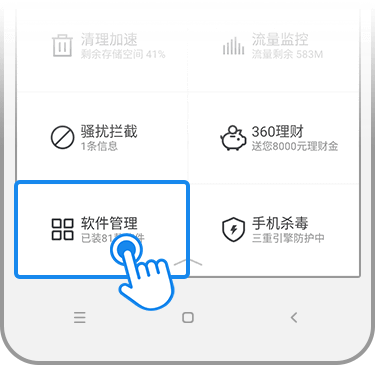 清理加速
剩余存储空间 41%
流量监控
流量剩余 583M
骚扰拦截
1条信息
360理财
送您8000元理财金
软件管理
已装81款软件
手机杀毒
三重引擎防护中